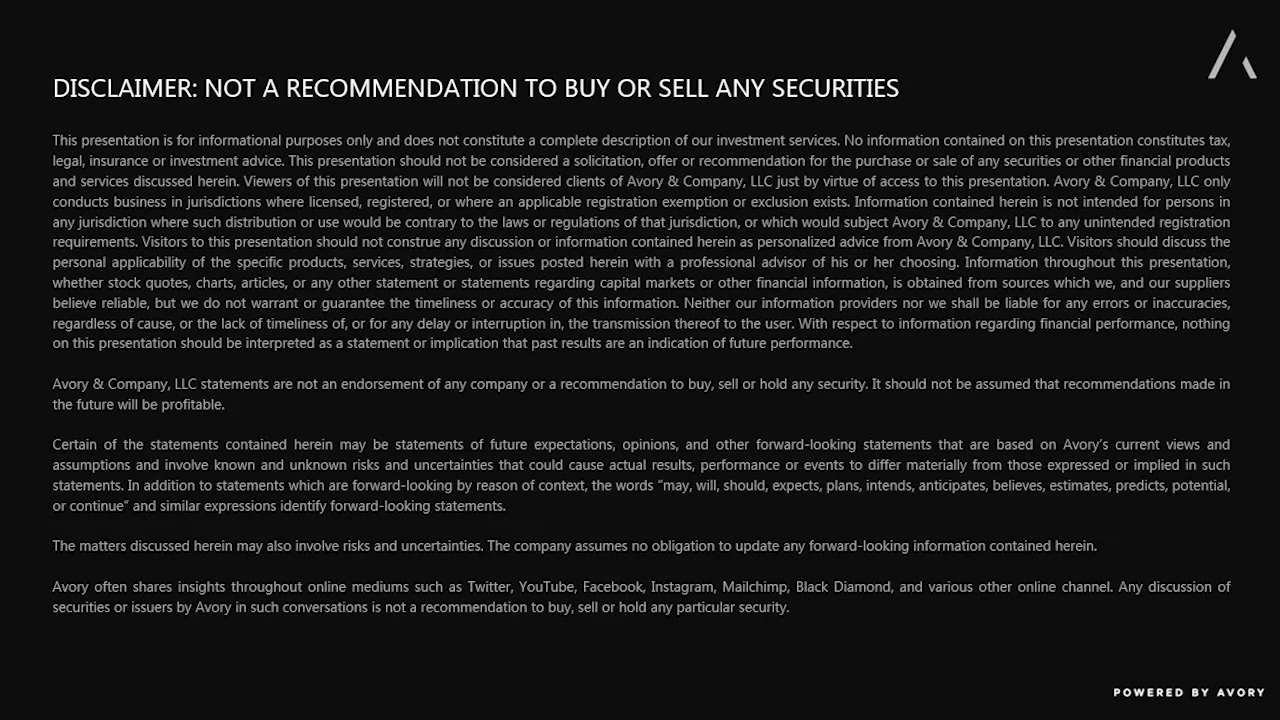 DISCLAIMER: NOT A RECOMMENDATION TO BUY OR SELL ANY SECURITIES
This presentation is for informational purposes only and does not constitute a complete description of our investment services. No information contained on this presentation constitutes tax,
legal, insurance or investment advice. This presentation should not be considered a solicitation, offer or recommendation for the purchase or sale of any securities or other financial products
and services discussed herein. Viewers of this presentation will not be considered clients of Avory & Company, LLC just by virtue of access to this presentation. Avory & Company, LLC only
conducts business in jurisdictions where licensed, registered, or where an applicable registration exemption or exclusion exists. Information contained herein is not intended for persons in
any jurisdiction where such distribution or use would be contrary to the laws or regulations of that jurisdiction, or which would subject Avory & Company, LLC to any unintended registration
requirements. Visitors to this presentation should not construe any discussion or information contained herein as personalized advice from Avory & Company, LLC. Visitors should discuss the
personal applicability of the specific products, services, strategies, or issues posted herein with a professional advisor of his or her choosing. Information throughout this presentation,
whether stock quotes, charts, articles, or any other statement or statements regarding capital markets or other financial information, is obtained from sources which we, and our suppliers
believe reliable, but we do not warrant or guarantee the timeliness or accuracy of this information. Neither our information providers nor we shall be liable for any errors or inaccuracies,
regardless of cause, or the lack of timeliness of, or for any delay or interruption in, the transmission thereof to the user. With respect to information regarding financial performance, nothing
on this presentation should be interpreted as a statement or implication that past results are an indication of future performance.
Avory & Company, LLC statements are not an endorsement of any company or a recommendation to buy, sell or hold any security. It should not be assumed that recommendations made in
the future will be profitable.
Certain of the statements contained herein may be statements of future expectations, opinions, and other forward-looking statements that are based on Avory's current views and
assumptions and involve known and unknown risks and uncertainties that could cause actual results, performance or events to differ materially from those expressed or implied in such
statements. In addition to statements which are forward-looking by reason of context, the words “may, will, should, expects, plans, intends, anticipates, believes, estimates, predicts, potential,
or continue” and similar expressions identify forward-looking statements.
The matters discussed herein may also involve risks and uncertainties. The company assumes no obligation to update any forward-looking information contained herein.
Avory often shares insights throughout online mediums such as Twitter, YouTube, Facebook, Instagram, Mailchimp, Black Diamond, and various other online channel. Any discussion of
securities or issuers by Avory in such conversations is not a recommendation to buy, sell or hold any particular security.
POWERED BY AVORY